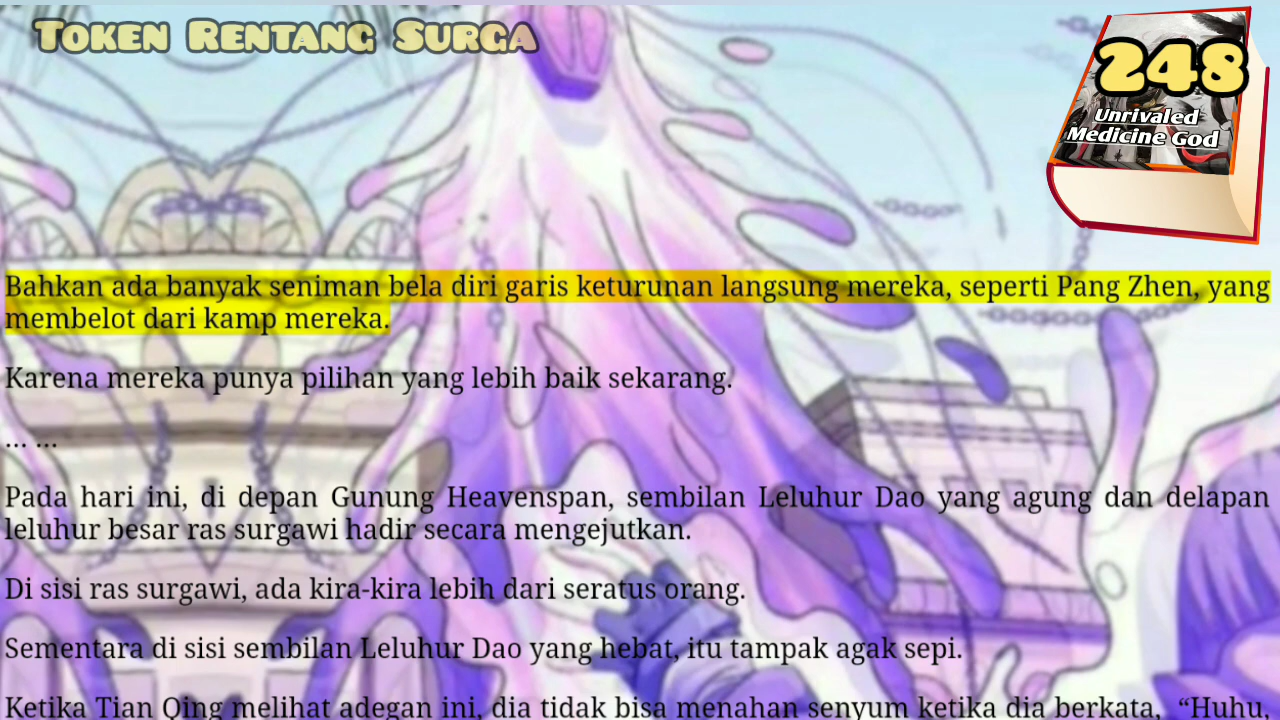 Token Rentang Surga
248
Unrivaled
Medicine God
Bahkan ada banyak seniman bela diri garis keturunan langsung mereka, seperti Pang Zhen, yang
membelot dari kamp mereka.
Karena mereka punya pilihan yang lebih baik sekarang.
... ...
Pada hari ini, di depan Gunung Heavenspan, sembilan Leluhur Dao yang agung dan delapan
leluhur besar ras surgawi hadir secara mengejutkan.
Di sisi ras surgawi, ada kira-kira lebih dari seratus orang.
Sementara di sisi sembilan Leluhur Dao yang hebat, itu tampak agak sepi.
Ketika Tian Qing melihat adegan ini, dia tidak bisa menahan senyum ketika dia berkata, “Huhu,